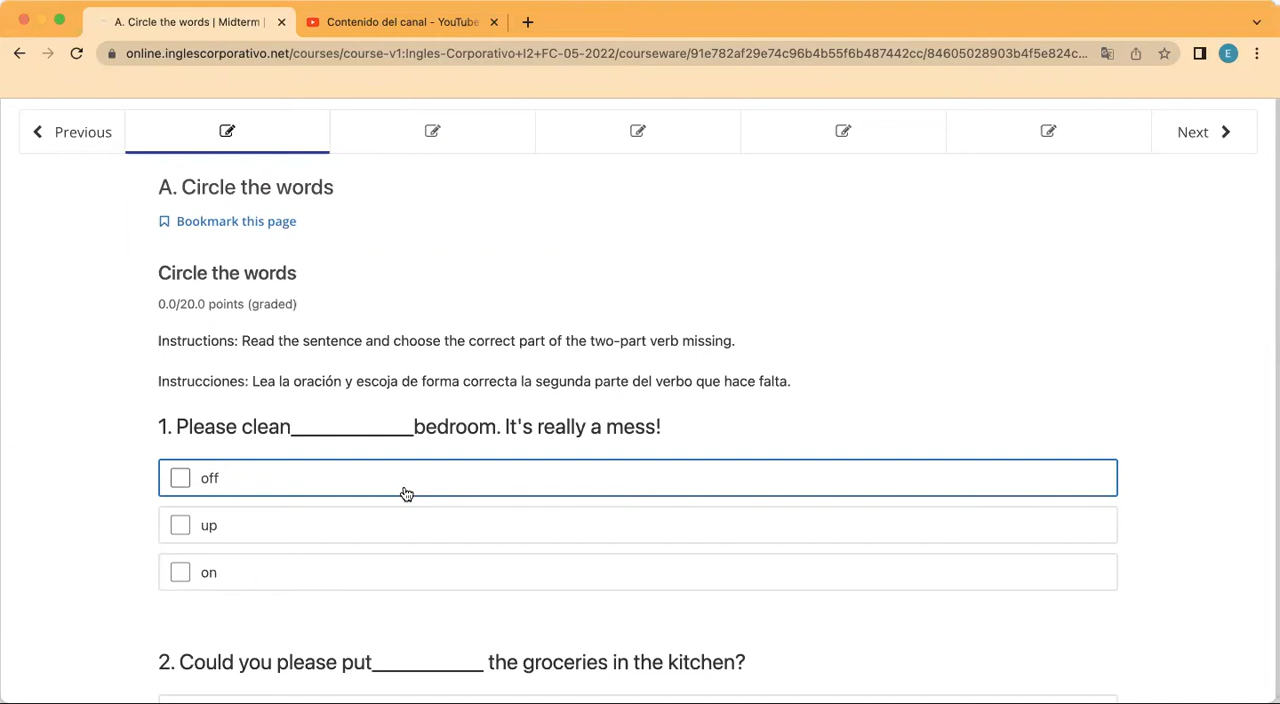 A. Circle the words | Midterm |
Contenido del canal - YouTube
online.inglescorporativo.net/courses/course-v1:Ingles-Corporativo+I2+FC-05-2022/courseware/91e782af29e74c96b4b55f6b487442cc/84605028903b4f5e824c...
E
Previous
Next
A. Circle the words
Bookmark this page
Circle the words
0.0/20.0 points (graded)
Instructions: Read the sentence and choose the correct part of the two-part verb missing.
Instrucciones: Lea la oración y escoja de forma correcta la segunda parte del verbo que hace falta.
1. Please clean____________bedroom. It's really a mess!
off
up
on
2. Could you please put___________ the groceries in the kitchen?